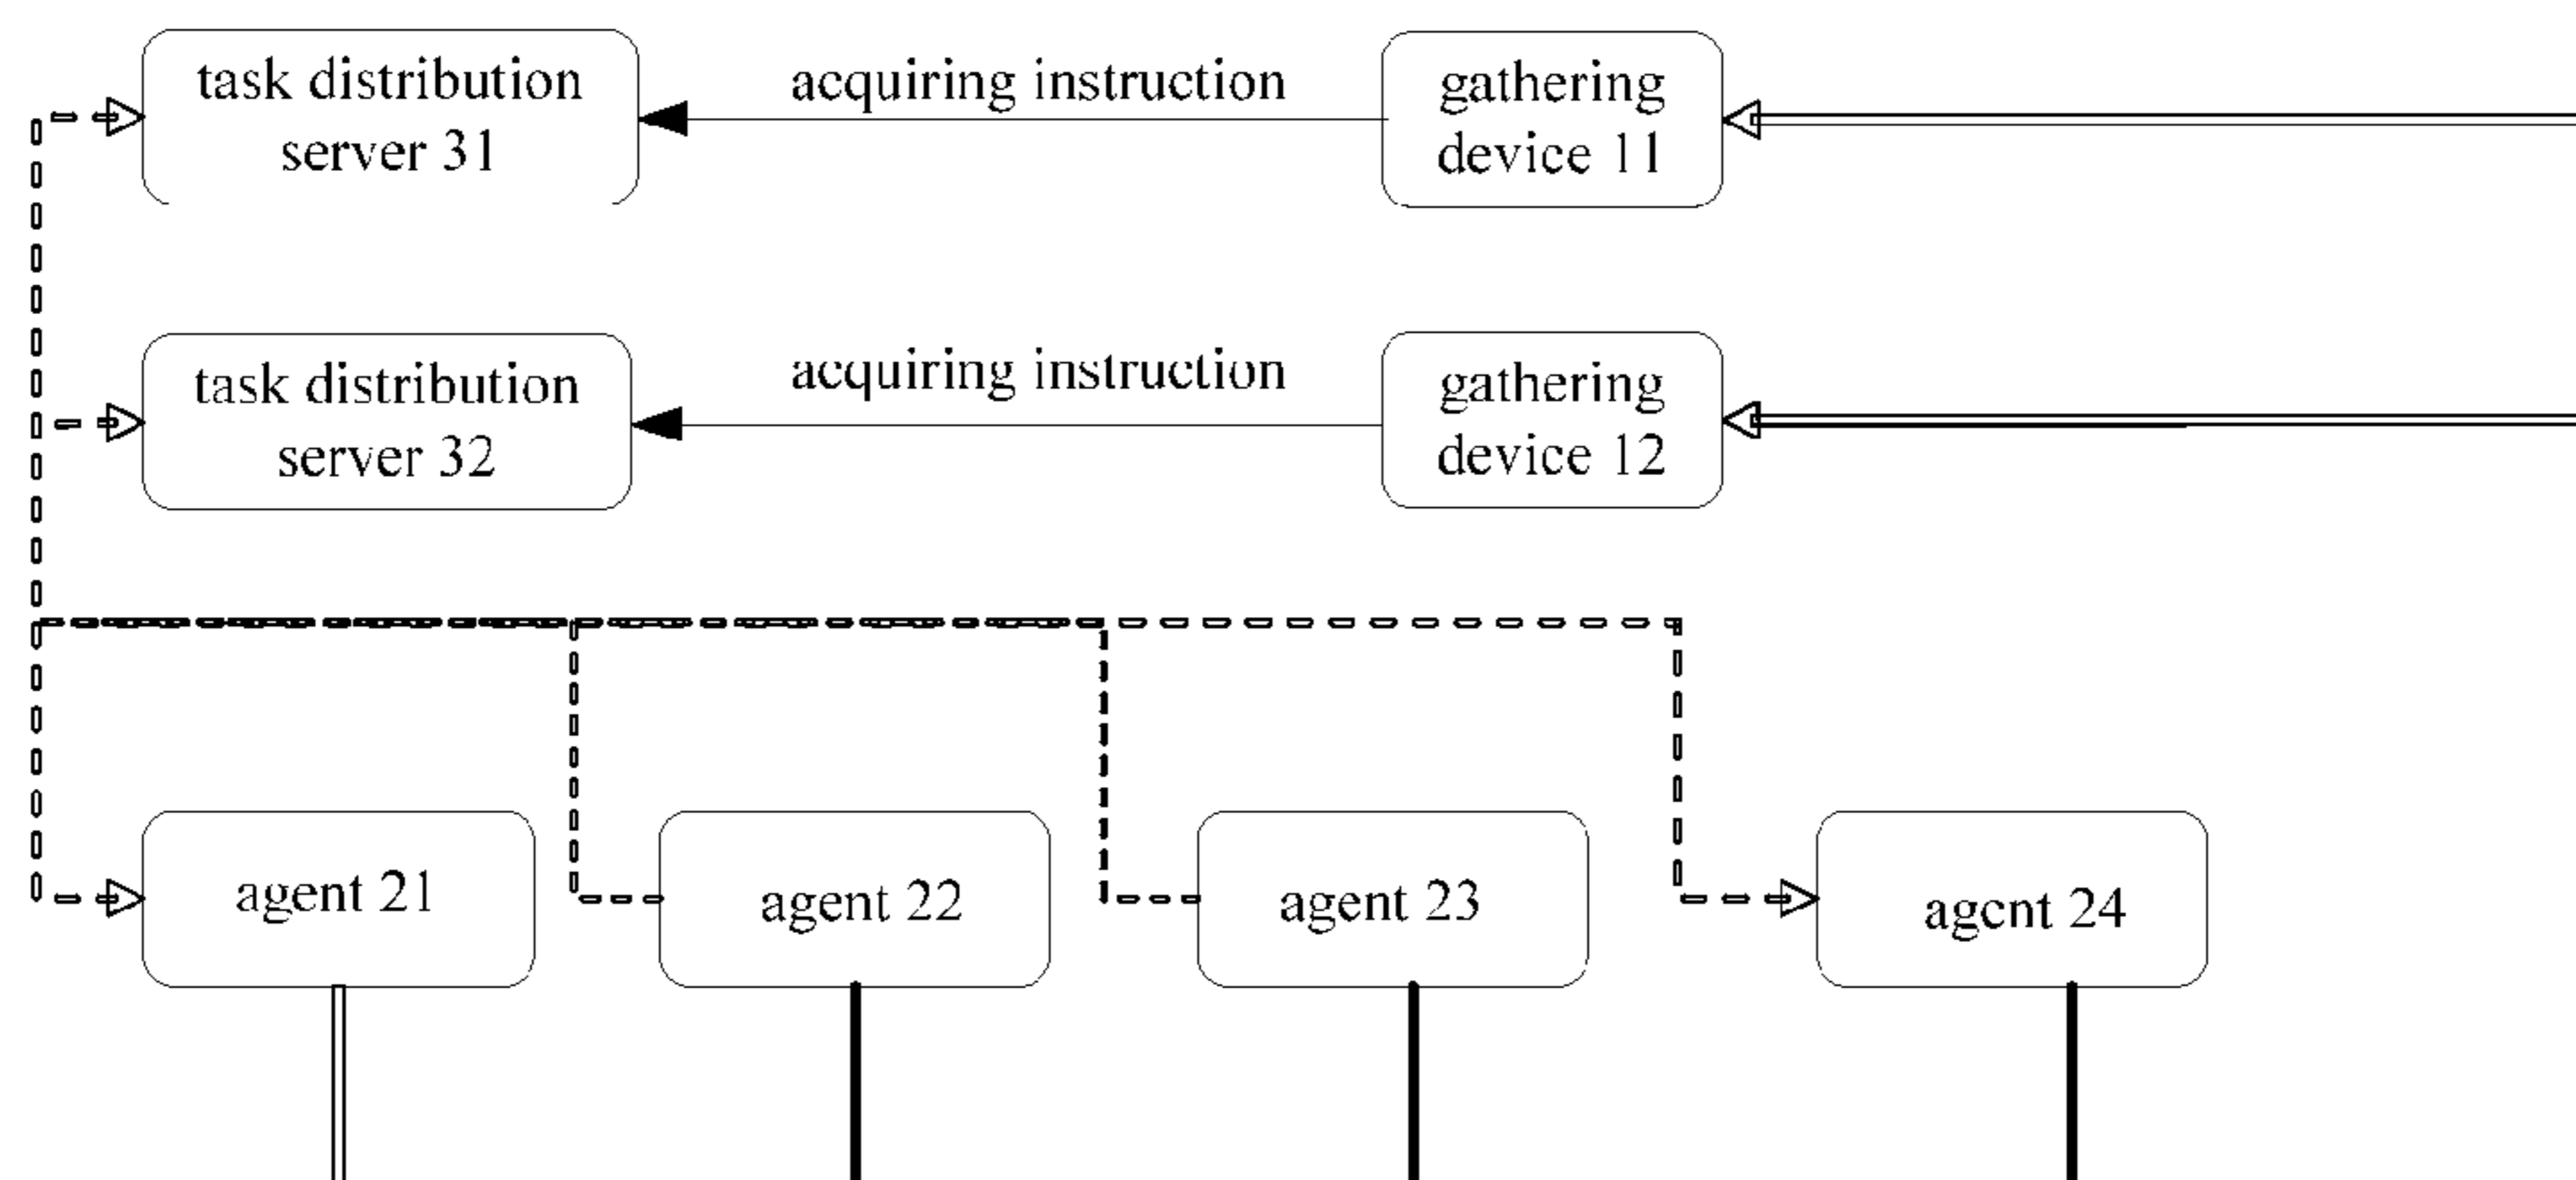 task distribution
server 31
acquiring instruction
gathering
device 11
task distribution
server 32
acquiring instruction
gathering
device 12
agent 21
agent 22
agent 23
agent 24